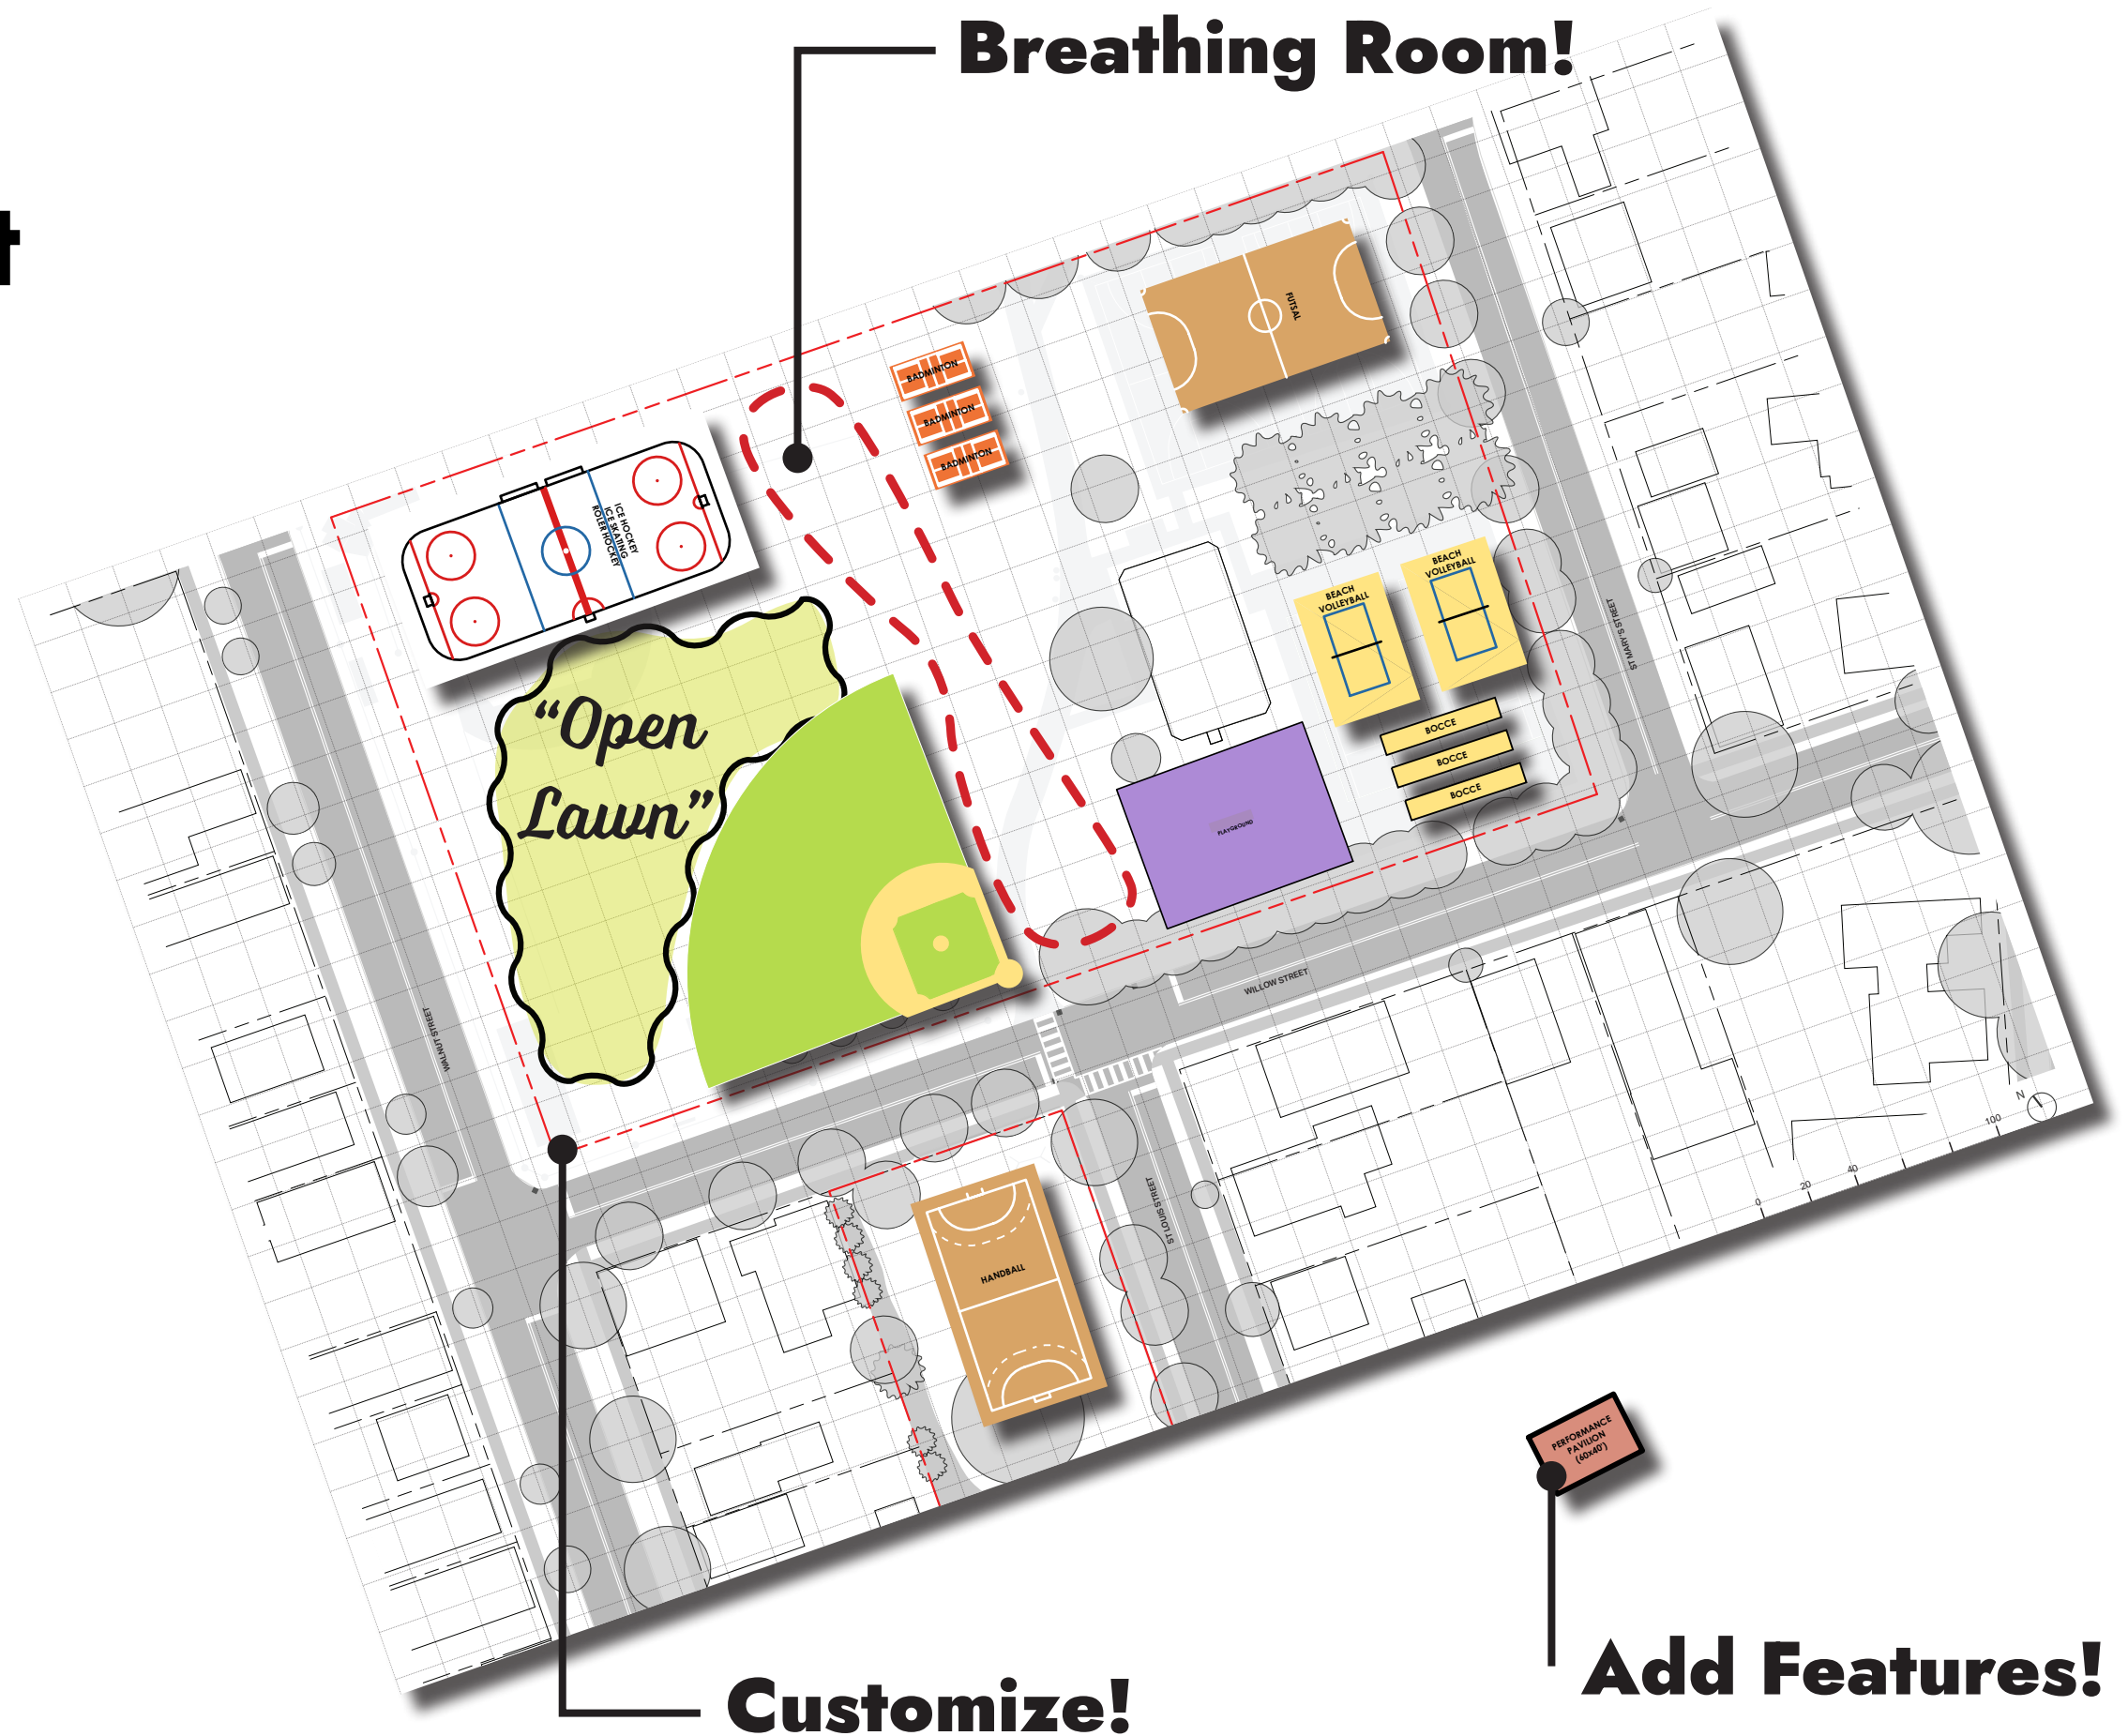 Breathing Room!
t
FUTSAL
BADMINTON
BADMINTON
BADMINTON
ICE HOCKEY
ICE SKATING
ROLER HOCKEY
BEACH
VOLLEYBALL
BEACH
VOLLEYBALL
ST MARY'S STREET
"Open
Lawn"
BOCCE
BOCCE
BOCCE
PLAYGROUND
WILLOW STREET
WALNUT STREET
ST LOUIS STREET
HANDBALL
N
0
20
40
100
PERFORMANCE
PAVILION
(60x40')
Add Features!
Customize!